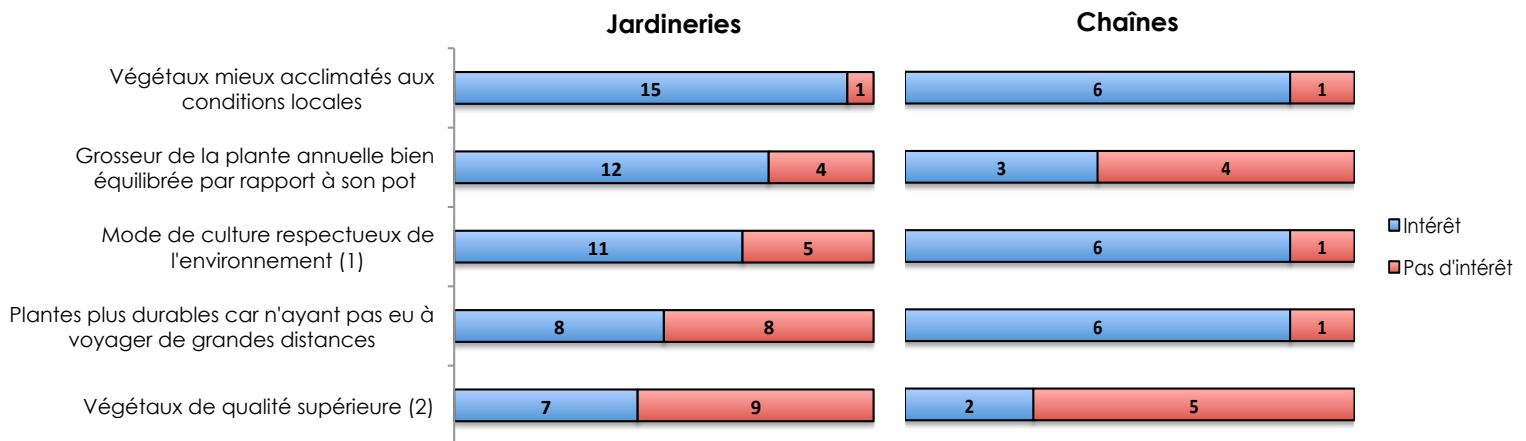 Jardineries
Chaînes
Végétaux mieux acclimatés aux
conditions locales
15
1
6
1
Grosseur de la plante annuelle bien
équilibrée par rapport à son pot
12
4
3
4
Mode de culture respectueux de
l'environnement (1)
11
5
6
1
Plantes plus durables car n'ayant pas eu à
voyager de grandes distances
8
8
6
1
Végétaux de qualité supérieure (2)
7
9
2
5
Intérêt
Pas d'intérêt